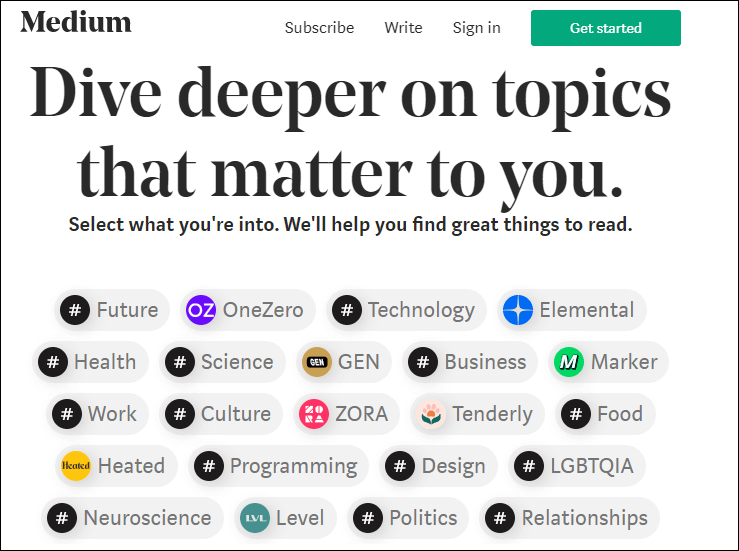 Medium Subscribe Write Sign in Get started
Dive deeper on topics
that matter to you.
Select what you're into. We'll help you find great things to read.
# Future OZ OneZero # Technology Elemental
# Health # Science GEN GEN # Business M Marker
# Work # Culture ZORA ZORA Tenderly # Food
Heated Heated # Programming # Design # LGBTQIA
# Neuroscience LVL Level # Politics # Relationships